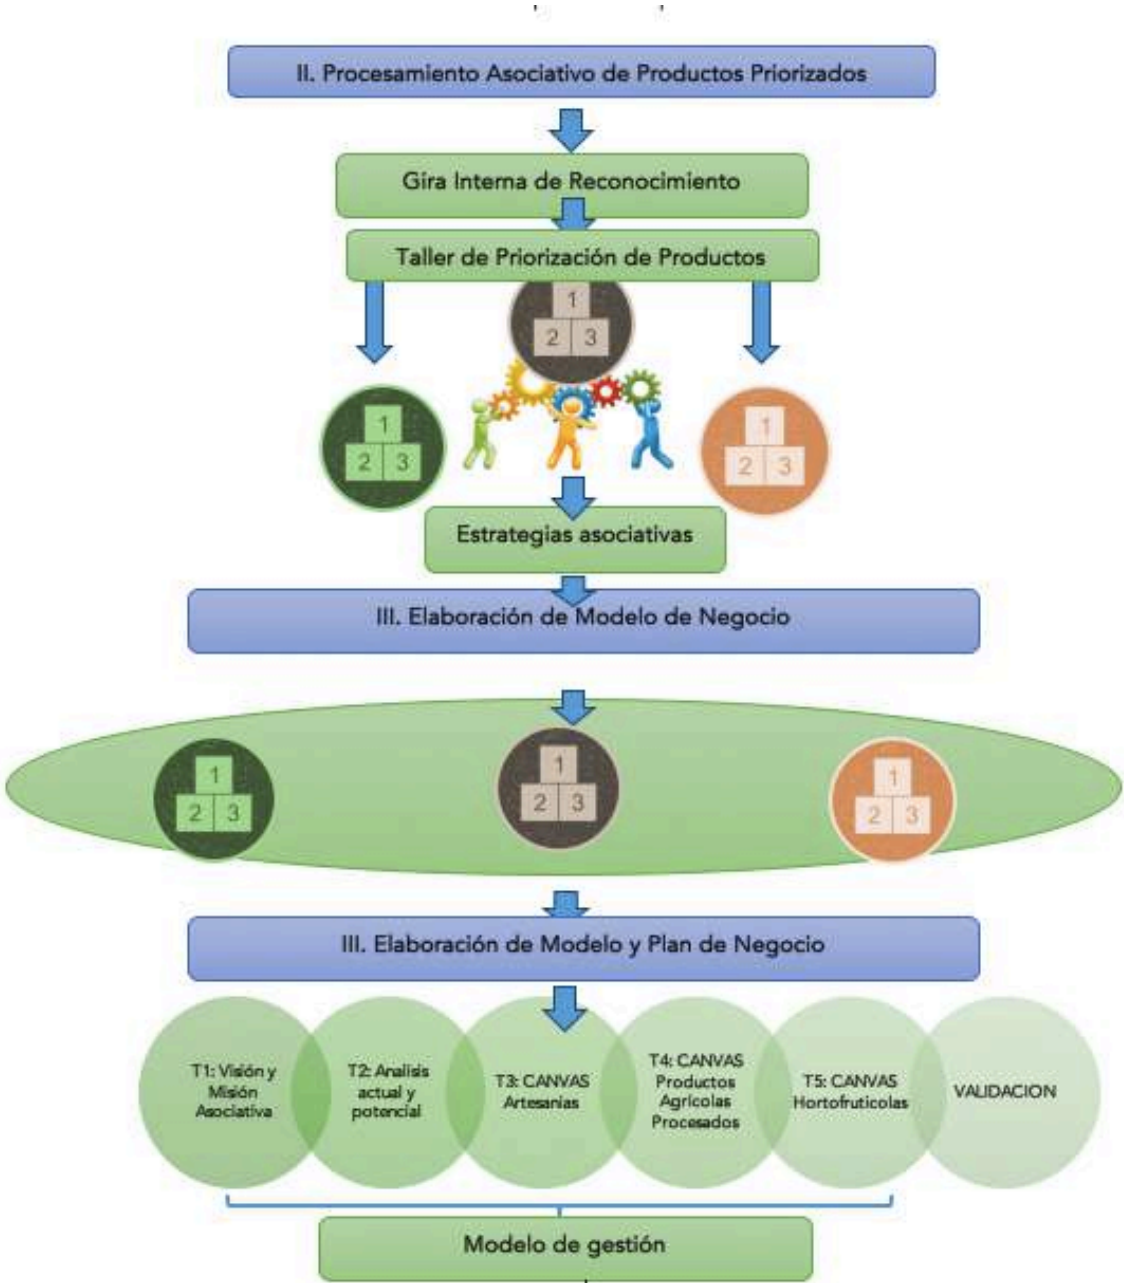 II. Procesamiento Asociativo de Productos Priorizados
Gira Interna de Reconocimiento
Taller de Priorización de Productos
1
2 3
1
2 3
1
2 3
Estrategias asociativas
III. Elaboración de Modelo de Negocio
1
2 3
1
2 3
1
2 3
III. Elaboración de Modelo y Plan de Negocio
T1: Visión y
Misión
Asociativa
T2: Analisis
actual y
potencial
T3: CANVAS
Artesanias
T4: CANVAS
Productos
Agrícolas
Procesados
T5: CANVAS
Hortofruticolas
VALIDACION
Modelo de gestión